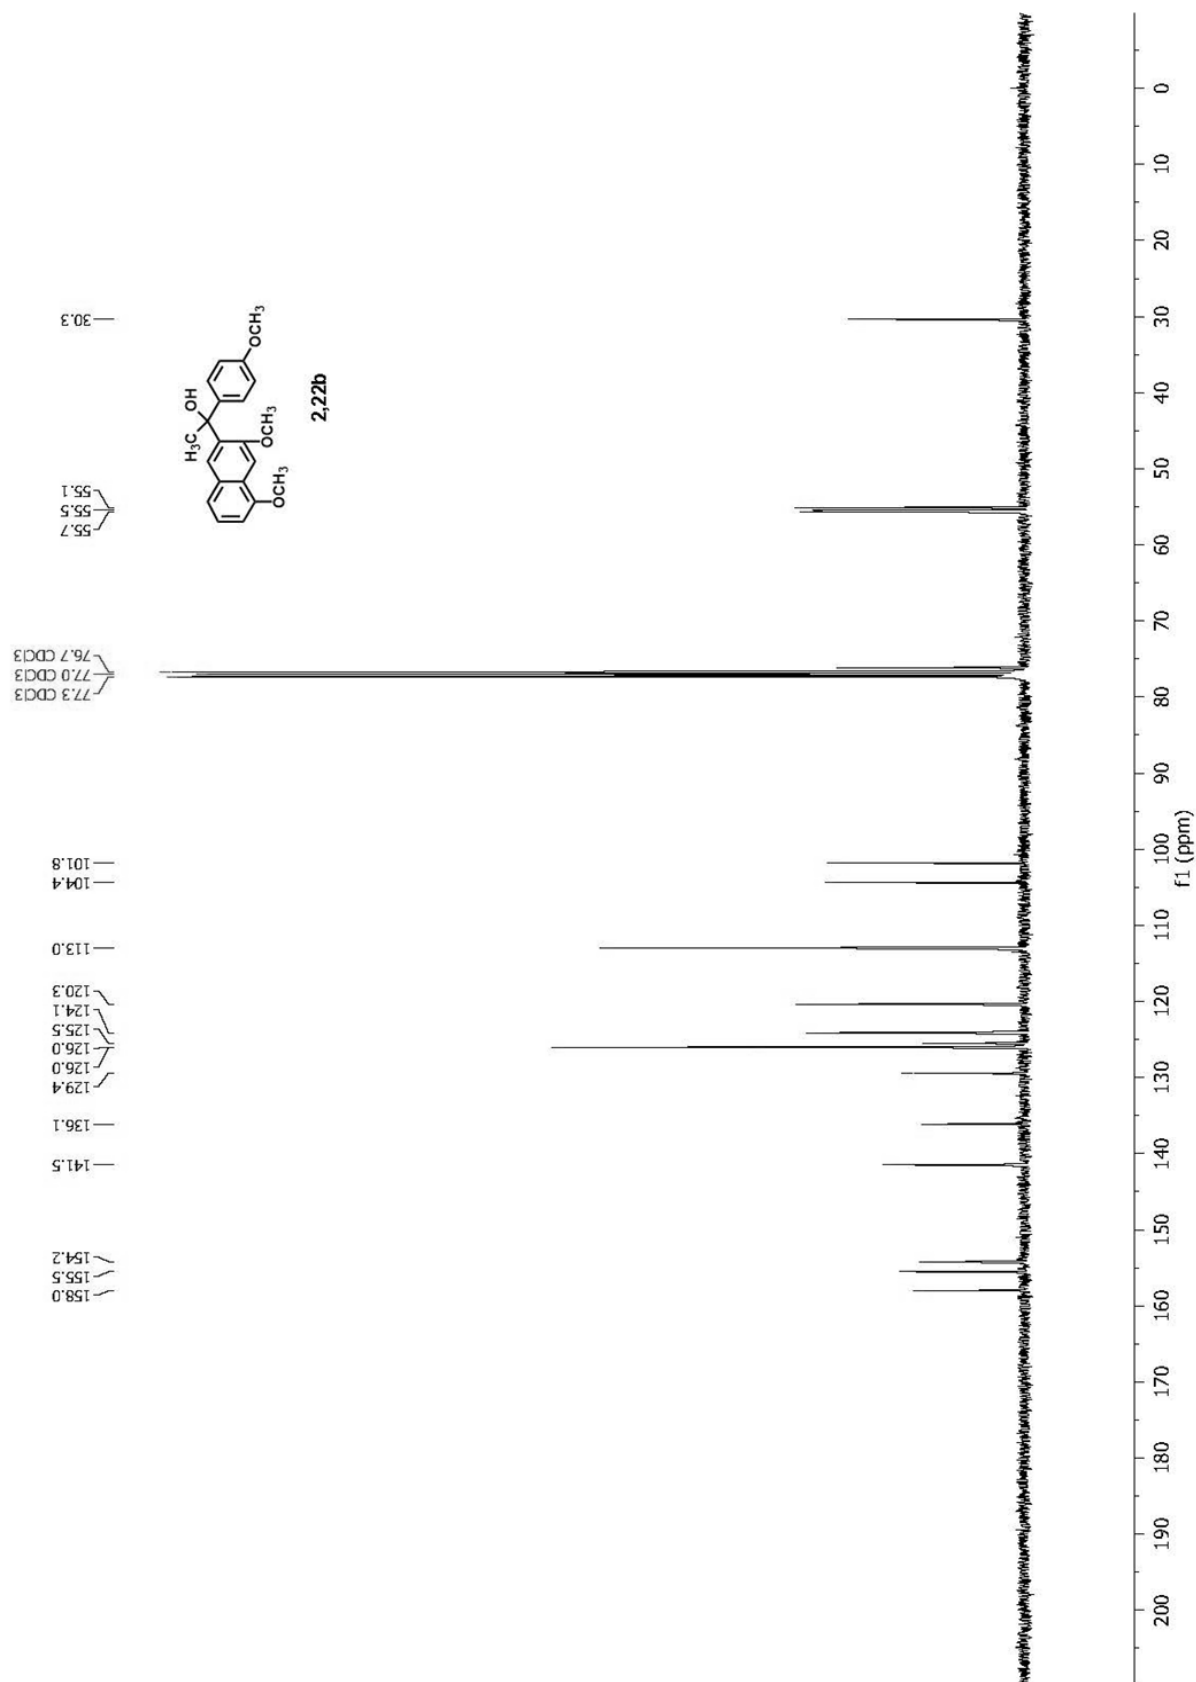 158.0
155.5
154.2
141.5
136.1
129.4
126.0
126.0
125.5
124.1
120.3
113.0
104.4
101.8
77.3 CDCl3
77.0 CDCl3
76.7 CDCl3
55.7
55.5
55.1
30.3
H3C
OH
OCH3
OCH3
OCH3
2,22b
200 190 180 170 160 150 140 130 120 110 100 90 80 70 60 50 40 30 20 10 0
f1 (ppm)